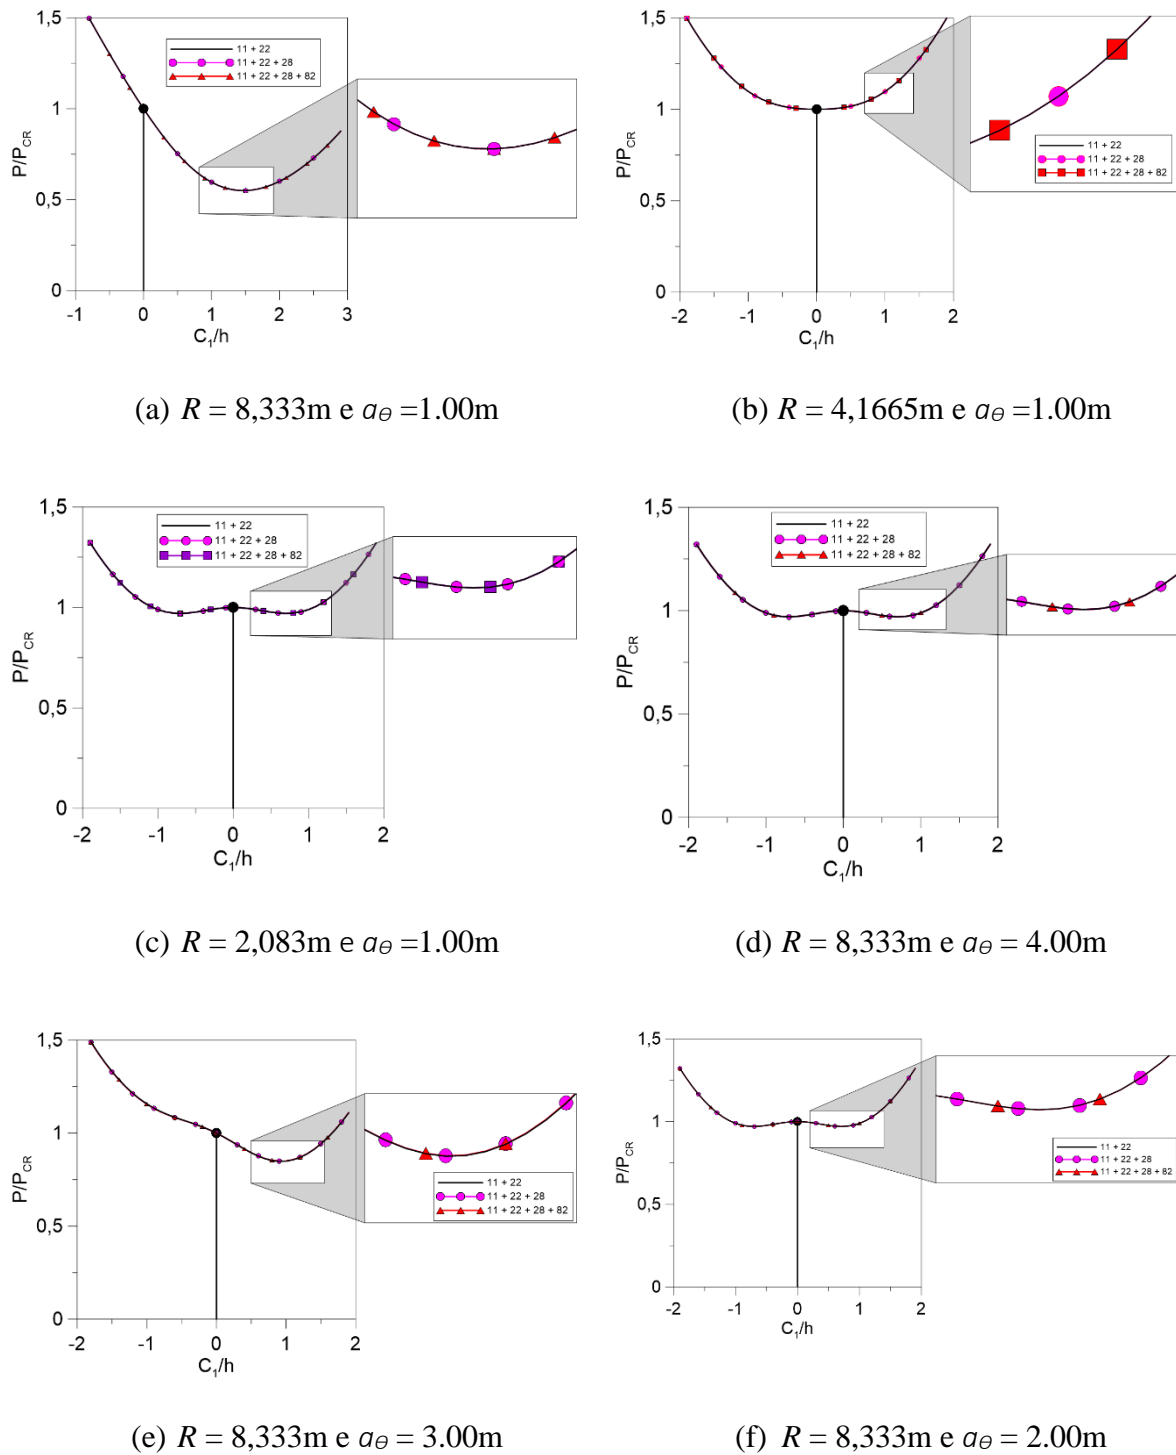 1,5
1
0,5
0
-1 0 1 2 3
P/PCR
C1/h
11 + 22
11 + 22 + 28
11 + 22 + 28 + 82
(a) R = 8,333m e aθ =1.00m
1,5
1
0,5
0
-2 -1 0 1 2
P/PCR
C1/h
11 + 22
11 + 22 + 28
11 + 22 + 28 + 82
(b) R = 4,1665m e aθ =1.00m
1,5
1
0,5
0
-2 -1 0 1 2
P/PCR
C1/h
11 + 22
11 + 22 + 28
11 + 22 + 28 + 82
(c) R = 2,083m e aθ =1.00m
1,5
1
0,5
0
-2 -1 0 1 2
P/PCR
C1/h
11 + 22
11 + 22 + 28
11 + 22 + 28 + 82
(d) R = 8,333m e aθ = 4.00m
1,5
1
0,5
0
-2 -1 0 1 2
P/PCR
C1/h
11 + 22
11 + 22 + 28
11 + 22 + 28 + 82
(e) R = 8,333m e aθ = 3.00m
1,5
1
0,5
0
-2 -1 0 1 2
P/PCR
C1/h
11 + 22
11 + 22 + 28
11 + 22 + 28 + 82
(f) R = 8,333m e aθ = 2.00m